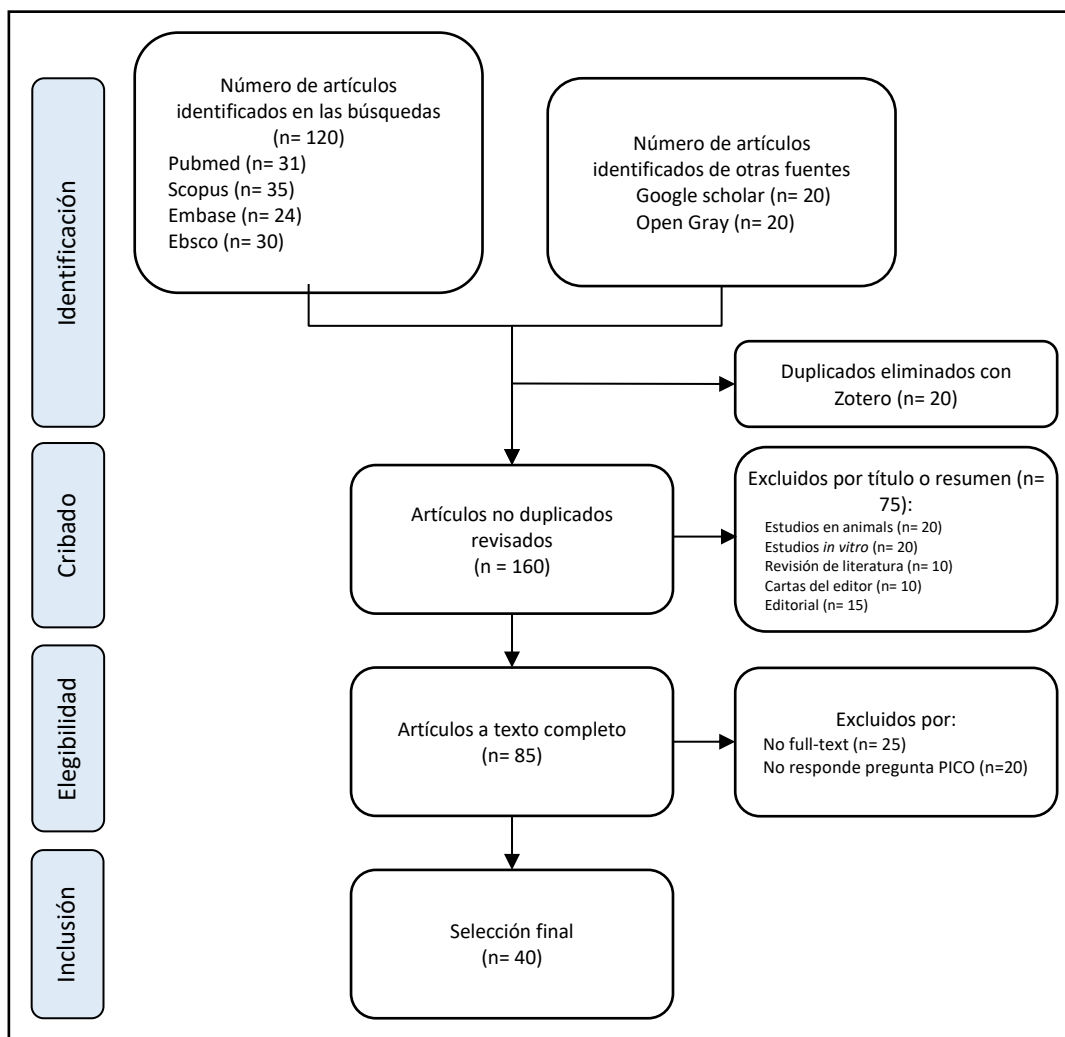 Identificación
Número de artículos
identificados en las búsquedas
(n= 120)
Pubmed (n= 31)
Scopus (n= 35)
Embase (n= 24)
Ebsco (n= 30)
Número de artículos
identificados de otras fuentes
Google scholar (n= 20)
Open Gray (n= 20)
Duplicados eliminados con
Zotero (n= 20)
Cribado
Artículos no duplicados
revisados
(n = 160)
Excluidos por título o resumen (n=
75):
Estudios en animals (n= 20)
Estudios in vitro (n= 20)
Revisión de literatura (n= 10)
Cartas del editor (n= 10)
Editorial (n= 15)
Elegibilidad
Artículos a texto completo
(n= 85)
Excluidos por:
No full-text (n= 25)
No responde pregunta PICO (n=20)
Inclusión
Selección final
(n= 40)